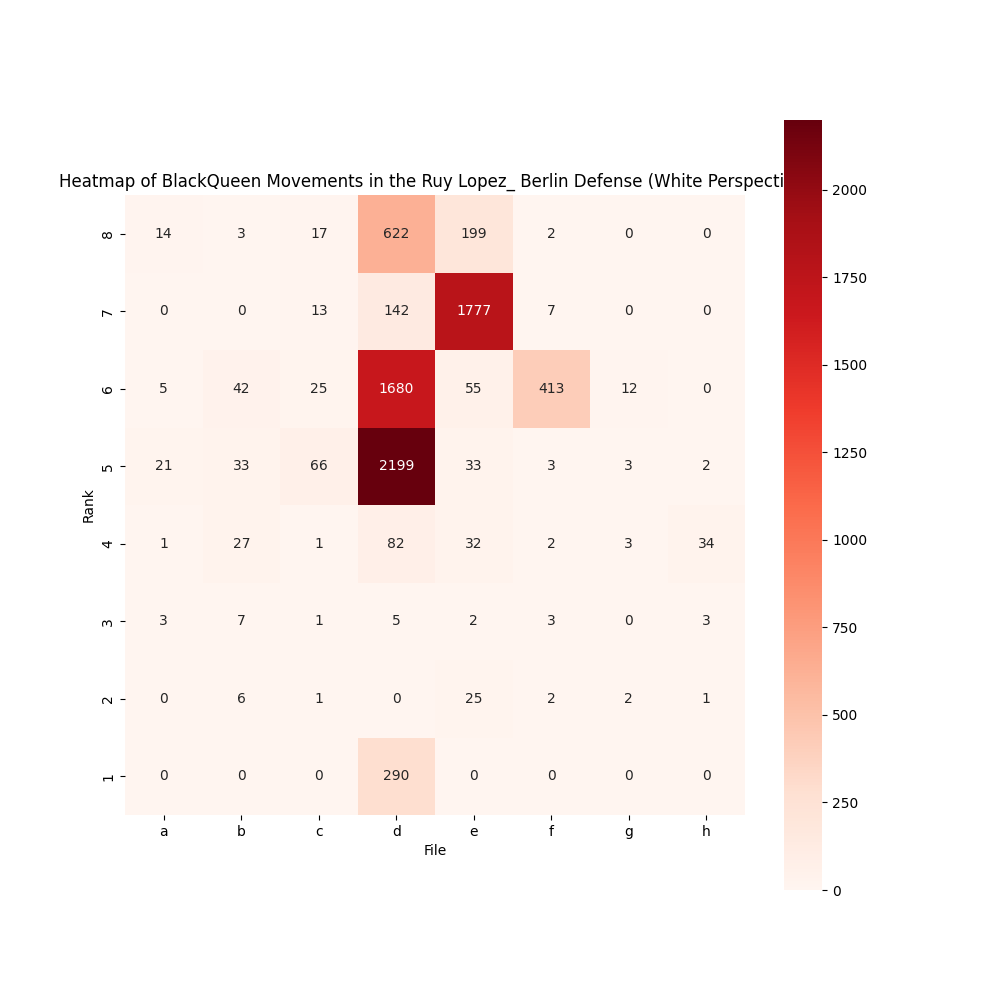 Heatmap of BlackQueen Movements in the Ruy Lopez_ Berlin Defense (White Perspecti
8 14 3 17 622 199 2 0 0
7 0 0 13 142 1777 7 0 0
6 5 42 25 1680 55 413 12 0
5 21 33 66 2199 33 3 3 2
4 1 27 1 82 32 2 3 34
3 3 7 1 5 2 3 0 3
2 0 6 1 0 25 2 2 1
1 0 0 0 290 0 0 0 0
Rank
a b c d e f g h
File
2000
1750
1500
1250
1000
750
500
250
0